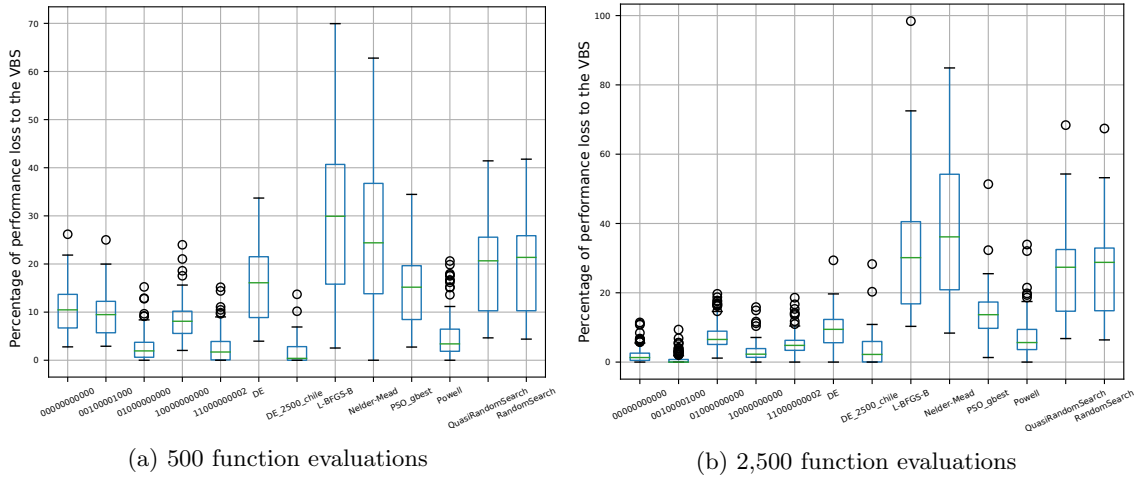 Percentage of performance loss to the VBS
70
60
50
40
30
20
10
0
00000000000
00100001000
01000000000
10000000000
11000000002
DE
DE_2500_chile
L-BFGS-B
Nelder-Mead
PSO_gbest
Powell
QuasiRandomSearch
RandomSearch
(a) 500 function evaluations
Percentage of performance loss to the VBS
100
80
60
40
20
0
00000000000
00100001000
01000000000
10000000000
11000000002
DE
DE_2500_chile
L-BFGS-B
Nelder-Mead
PSO_gbest
Powell
QuasiRandomSearch
RandomSearch
(b) 2,500 function evaluations